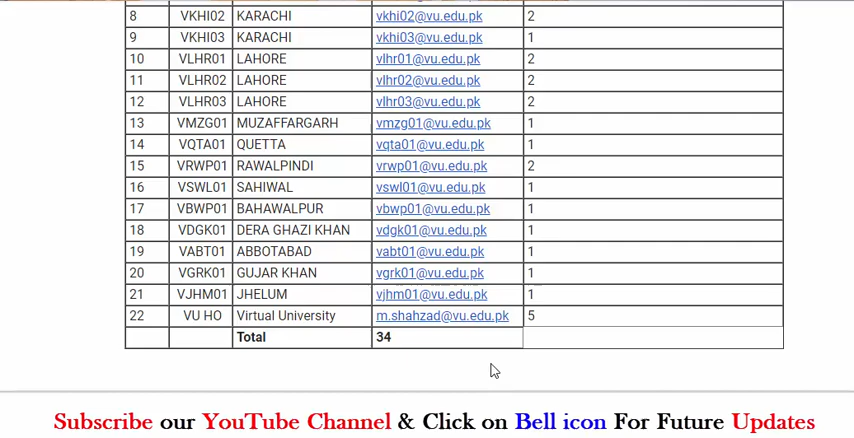 8 VKHI02 KARACHI vkhi02@vu.edu.pk 2
9 VKHI03 KARACHI vkhi03@vu.edu.pk 1
10 VLHR01 LAHORE vlhr01@vu.edu.pk 2
11 VLHR02 LAHORE vlhr02@vu.edu.pk 2
12 VLHR03 LAHORE vlhr03@vu.edu.pk 2
13 VMZG01 MUZAFFARGARH vmzg01@vu.edu.pk 1
14 VQTA01 QUETTA vqta01@vu.edu.pk 1
15 VRWP01 RAWALPINDI vrwp01@vu.edu.pk 2
16 VSWL01 SAHIWAL vswl01@vu.edu.pk 1
17 VBWP01 BAHAWALPUR vbwp01@vu.edu.pk 1
18 VDGK01 DERA GHAZI KHAN vdgk01@vu.edu.pk 1
19 VABT01 ABBOTABAD vabt01@vu.edu.pk 1
20 VGRK01 GUJAR KHAN vgrk01@vu.edu.pk 1
21 VJHM01 JHELUM vjhm01@vu.edu.pk 1
22 VU HO Virtual University m.shahzad@vu.edu.pk 5
Total 34
Subscribe our YouTube Channel & Click on Bell icon For Future Updates